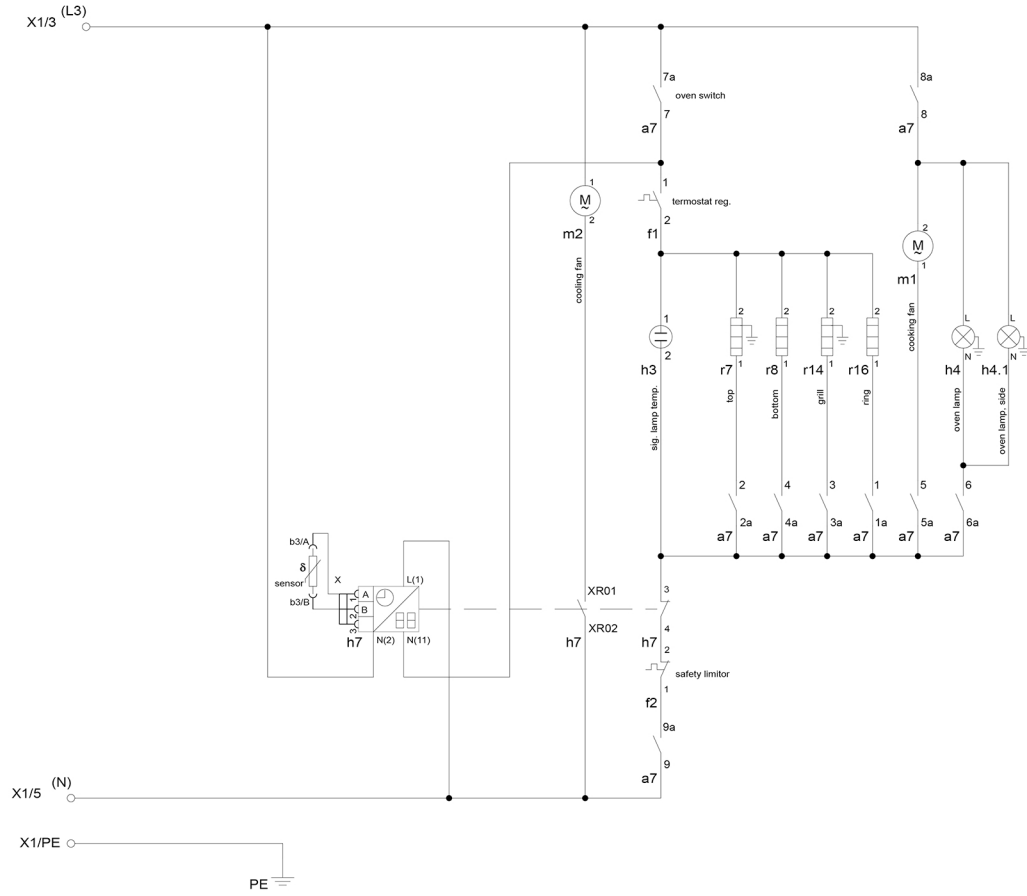 (L3)
X1/3
7a
oven switch
7
a7
8a
8
a7
1
M
~
2
m2
cooling fan
1
termostat reg.
2
f1
2
M
~
1
m1
cooking fan
1
2
h3
sig. lamp temp.
2
1
r7
top
2
1
r8
bottom
2
1
r14
grill
2
1
r16
ring
L
N
h4
oven lamp
L
N
h4.1
oven lamp, side
2
2a
a7
4
4a
a7
3
3a
a7
1
1a
a7
5
5a
a7
6
6a
a7
b3/A
δ
sensor
b3/B
X
1
2
3
A
B
L(1)
N(2)
N(11)
h7
XR01
XR02
h7
3
4
h7
2
safety limitor
1
f2
9a
9
a7
(N)
X1/5
X1/PE
PE